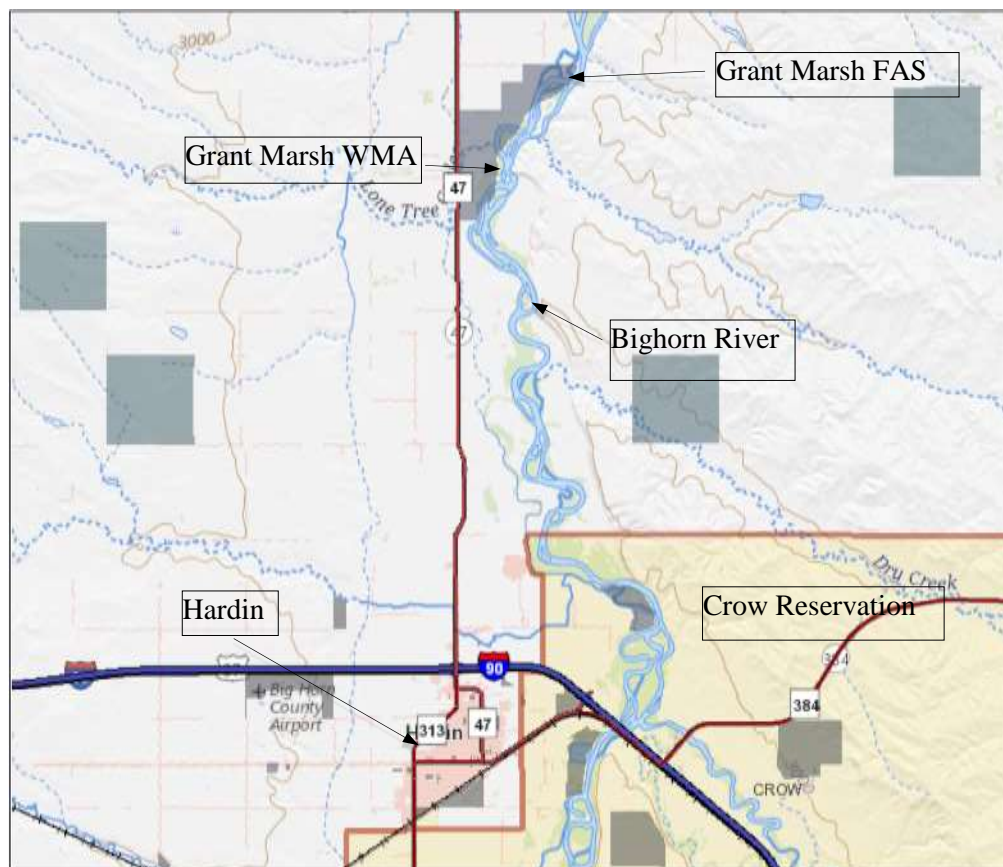 3000
Grant Marsh FAS
Grant Marsh WMA
47
Lone Tree
47
Bighorn River
Dry Creek
Hardin
Crow Reservation
90
384
Big Horn
County
Airport
313
47
384
CROW